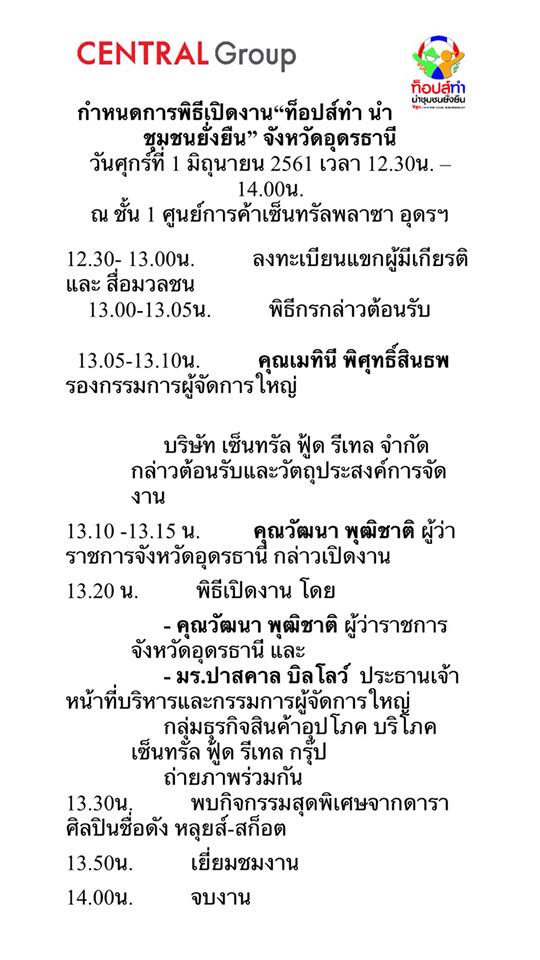 CENTRAL Group
ท็อปส์ทำ
นำชุมชนยั่งยืน
กำหนดการพิธีเปิดงาน“ท็อปส์ทำ นำ
ชุมชนยั่งยืน” จังหวัดอุดรธานี
วันศุกร์ที่ 1 มิถุนายน 2561 เวลา 12.30น. –
14.00น.
ณ ชั้น 1 ศูนย์การค้าเซ็นทรัลพลาซา อุดรฯ
12.30- 13.00น. ลงทะเบียนแขกผู้มีเกียรติ
และ สื่อมวลชน
13.00-13.05น. พิธีกรกล่าวต้อนรับ
13.05-13.10น. คุณเมทินี พิศุทธิ์สินธพ
รองกรรมการผู้จัดการใหญ่
บริษัท เซ็นทรัล ฟู้ด รีเทล จำกัด
กล่าวต้อนรับและวัตถุประสงค์การจัด
งาน
13.10 -13.15 น. คุณวัฒนา พุฒิชาติ ผู้ว่า
ราชการจังหวัดอุดรธานี กล่าวเปิดงาน
13.20 น. พิธีเปิดงาน โดย
- คุณวัฒนา พุฒิชาติ ผู้ว่าราชการ
จังหวัดอุดรธานี และ
- มร.ปาสคาล บิลโลว์ ประธานเจ้า
หน้าที่บริหารและกรรมการผู้จัดการใหญ่
กลุ่มธุรกิจสินค้าอุปโภค บริโภค
เซ็นทรัล ฟู้ด รีเทล กรุ๊ป
ถ่ายภาพร่วมกัน
13.30น. พบกิจกรรมสุดพิเศษจากดารา
ศิลปินชื่อดัง หลุยส์-สก็อต
13.50น. เยี่ยมชมงาน
14.00น. จบงาน